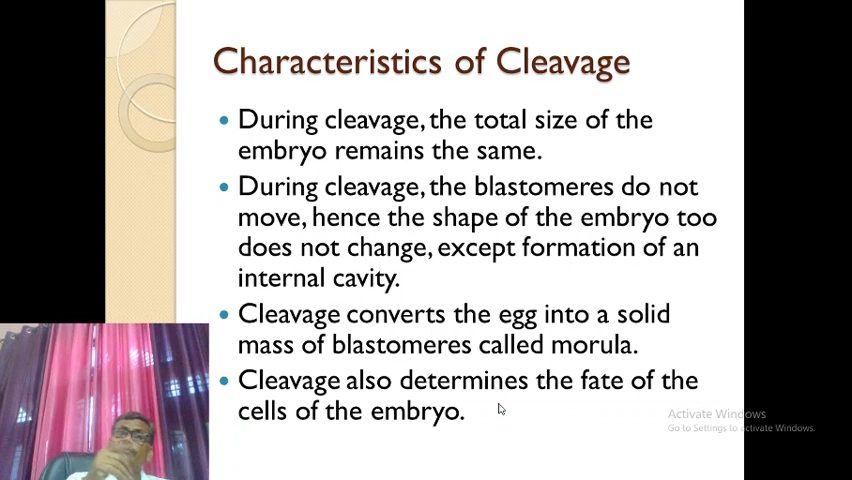 Characteristics of Cleavage
• During cleavage, the total size of the
embryo remains the same.
• During cleavage, the blastomeres do not
move, hence the shape of the embryo too
does not change, except formation of an
internal cavity.
• Cleavage converts the egg into a solid
mass of blastomeres called morula.
• Cleavage also determines the fate of the
cells of the embryo.
Activate Windows
Go to Settings to activate Windows.